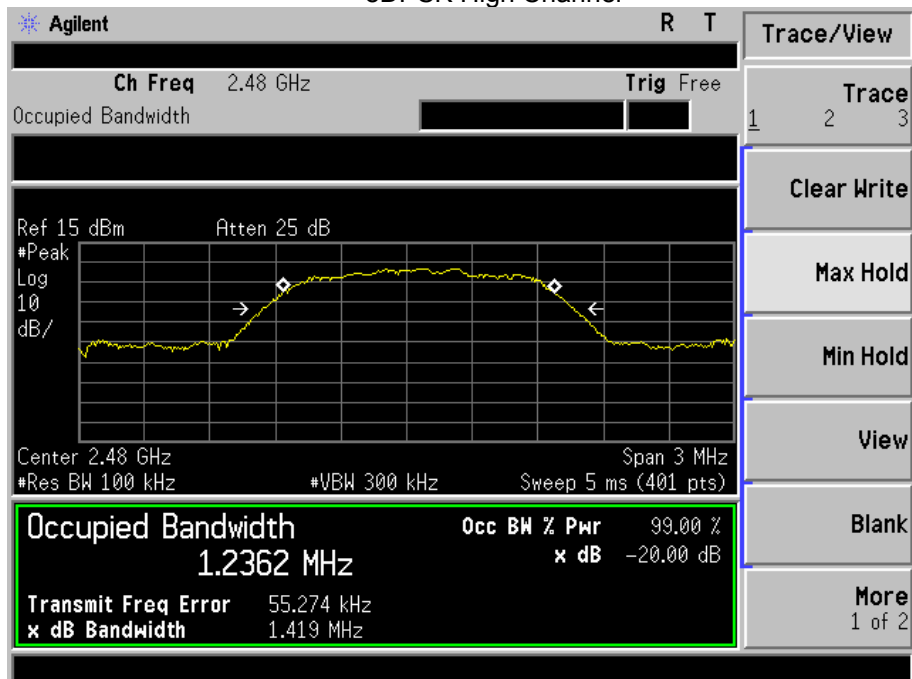 High Channel
Agilent R T
Trace/View
Ch Freq 2.48 GHz Trig Free
Occupied Bandwidth
Trace
1 2 3
Clear Write
Ref 15 dBm Atten 25 dB
#Peak
Log
10
dB/
Max Hold
Min Hold
View
Center 2.48 GHz Span 3 MHz
#Res BW 100 kHz #VBW 300 kHz Sweep 5 ms (401 pts)
Occupied Bandwidth Occ BW % Pwr 99.00 %
1.2362 MHz x dB -20.00 dB
Blank
Transmit Freq Error 55.274 kHz
x dB Bandwidth 1.419 MHz
More
1 of 2